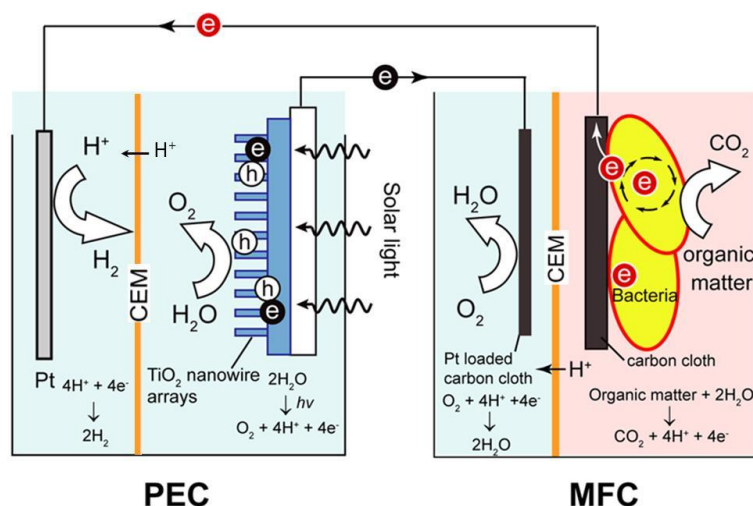 e
e
H⁺
H⁺
H₂
CEM
Pt
4H⁺ + 4e⁻
2H₂
O₂
H₂O
e
h
h
h
e
TiO₂ nanowire
arrays
2H₂O
hv
O₂ + 4H⁺ + 4e⁻
Solar light
PEC
H₂O
O₂
CEM
Pt loaded
carbon cloth
O₂ + 4H⁺ +4e⁻
2H₂O
H⁺
e
e
e
Bacteria
CO₂
organic
matter
carbon cloth
Organic matter + 2H₂O
CO₂ + 4H⁺ + 4e⁻
MFC